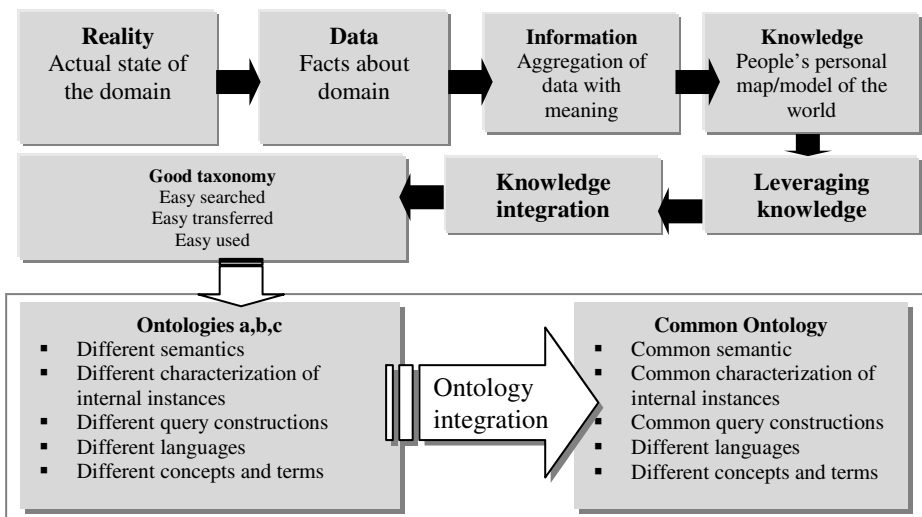 Reality
Actual state of
the domain
Data
Facts about
domain
Information
Aggregation of
data with
meaning
Knowledge
People's personal
map/model of the
world
Leveraging
knowledge
Knowledge
integration
Good taxonomy
Easy searched
Easy transferred
Easy used
Ontologies a,b,c
▪ Different semantics
▪ Different characterization of
internal instances
▪ Different query constructions
▪ Different languages
▪ Different concepts and terms
Ontology
integration
Common Ontology
▪ Common semantic
▪ Common characterization of
internal instances
▪ Common query constructions
▪ Different languages
▪ Different concepts and terms